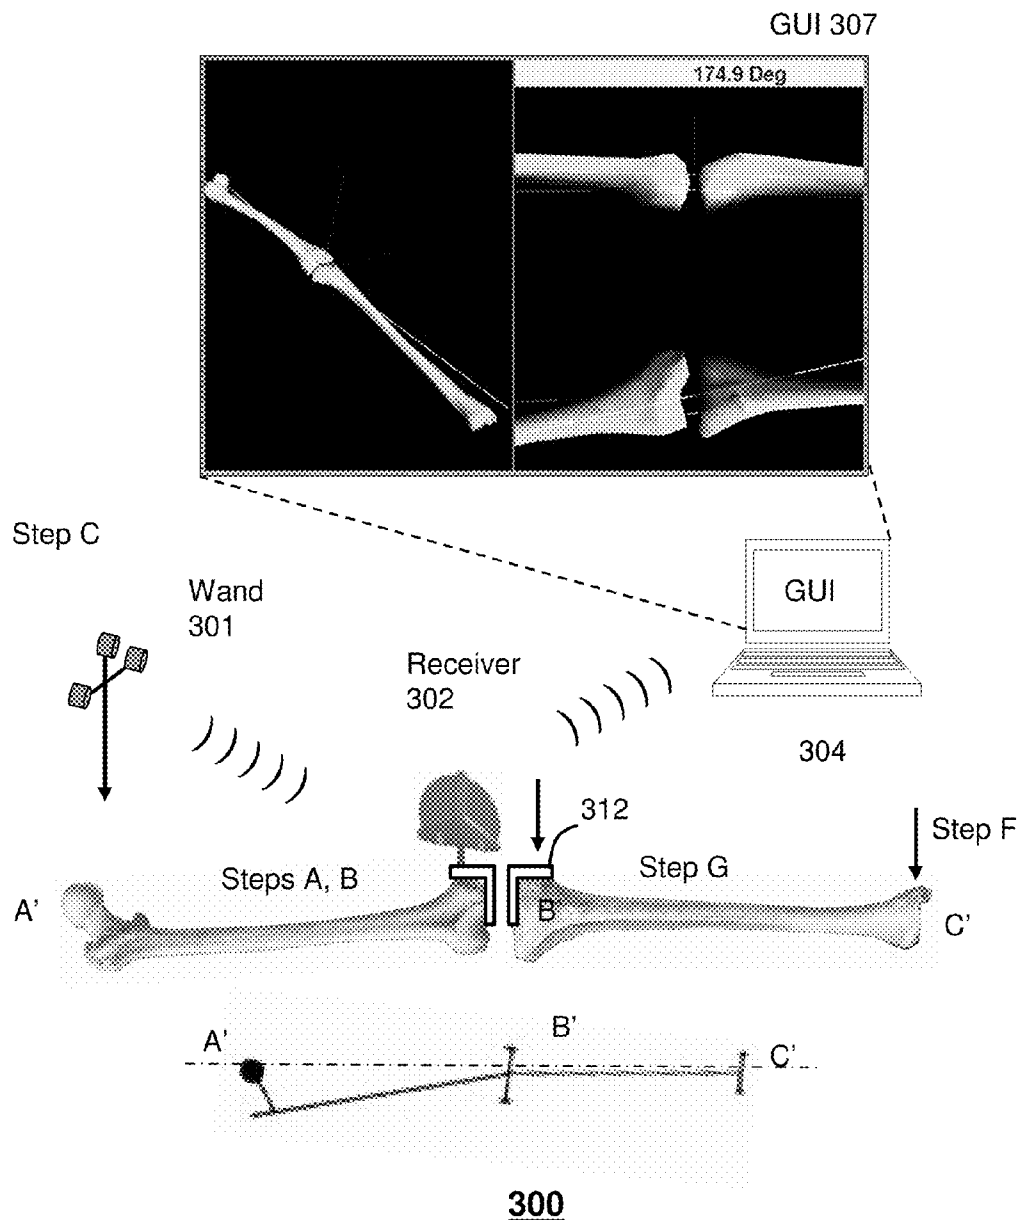 GUI 307
174.9 Deg
Step C
Wand
301
GUI
Receiver
302
304
312
Step F
Steps A, B
Step G
A’
B
C’
B’
A’
C’
300